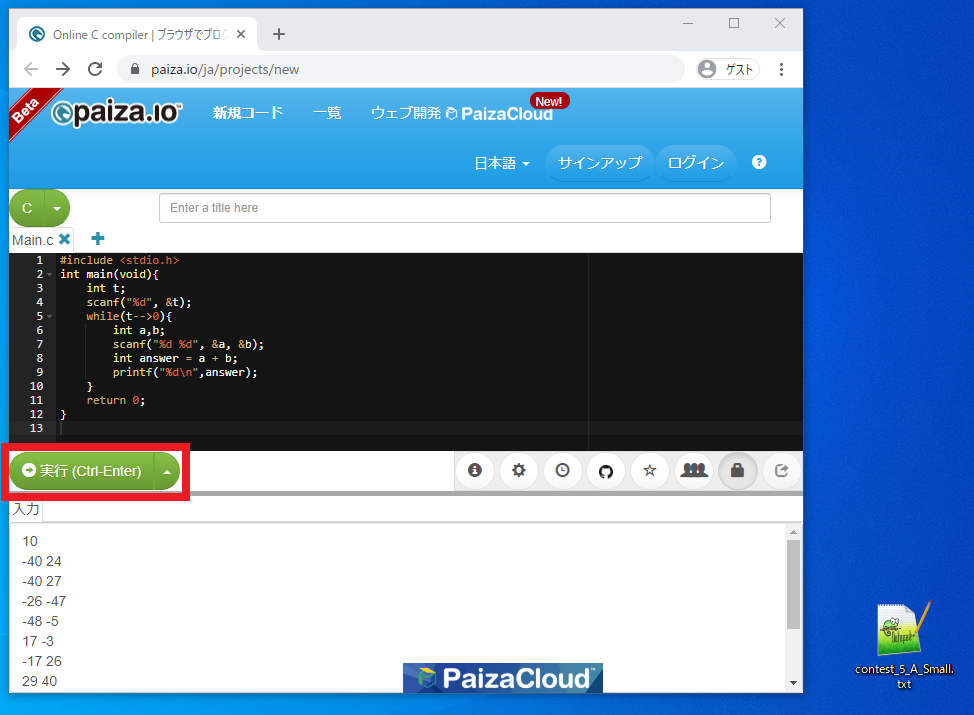 Online C compiler | ブラウザでプロ
paiza.io/ja/projects/new
ゲスト
Beta
paiza.io™
新規コード 一覧 ウェブ開発 PaizaCloud New!
日本語 サインアップ ログイン ?
C
Enter a title here
Main.c
1 #include <stdio.h>
2 int main(void){
3 int t;
4 scanf("%d", &t);
5 while(t-->0){
6 int a,b;
7 scanf("%d %d", &a, &b);
8 int answer = a + b;
9 printf("%d\n",answer);
10 }
11 return 0;
12 }
13
実行 (Ctrl-Enter)
入力
10
-40 24
-40 27
-26 -47
-48 -5
17 -3
-17 26
29 40
PaizaCloud™
Notepad++
contest_5_A_Small.
txt